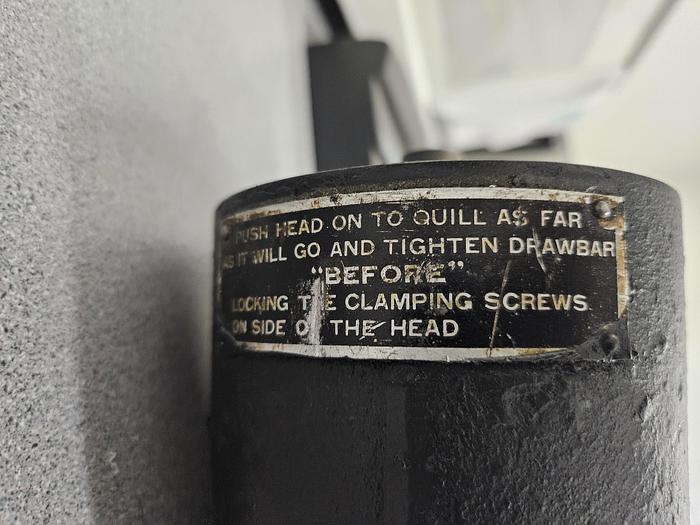 PUSH HEAD ON TO QUILL AS FAR
AS IT WILL GO AND TIGHTEN DRAWBAR
"BEFORE"
LOCKING THE CLAMPING SCREWS
ON SIDE OF THE HEAD